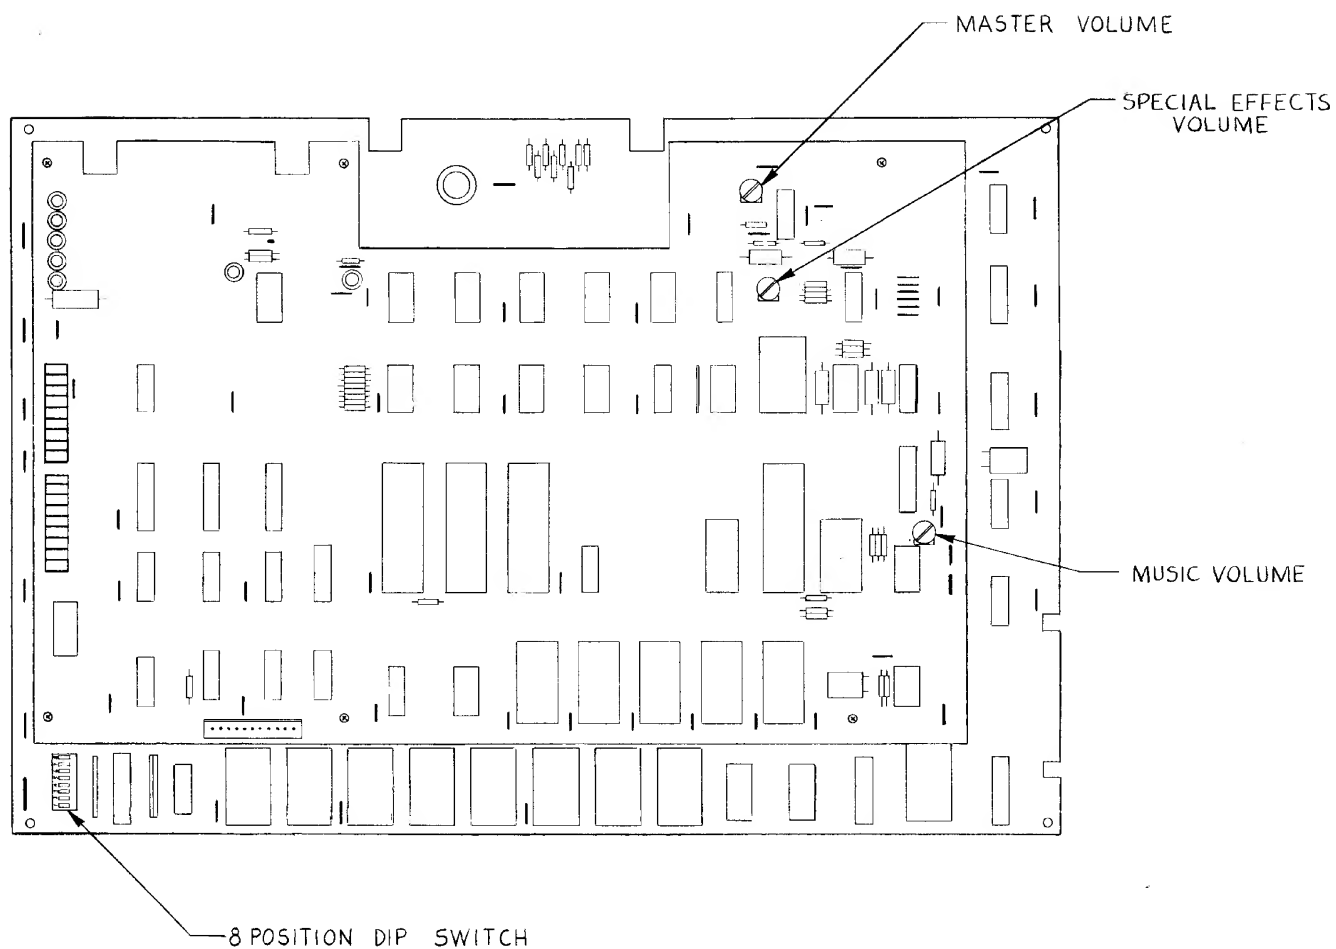 MASTER VOLUME
SPECIAL EFFECTS
VOLUME
MUSIC VOLUME
8 POSITION DIP SWITCH